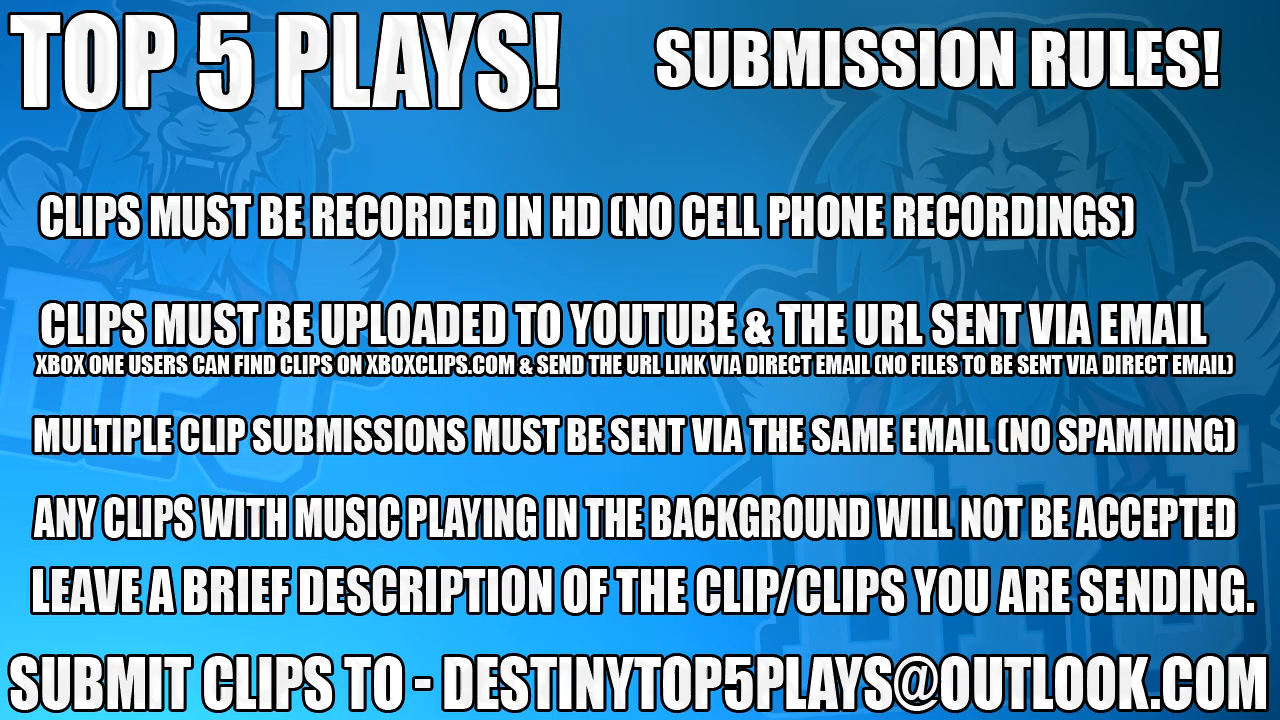 TOP 5 PLAYS!
SUBMISSION RULES!
CLIPS MUST BE RECORDED IN HD (NO CELL PHONE RECORDINGS)
CLIPS MUST BE UPLOADED TO YOUTUBE & THE URL SENT VIA EMAIL
XBOX ONE USERS CAN FIND CLIPS ON XBOXCLIPS.COM & SEND THE URL LINK VIA DIRECT EMAIL (NO FILES TO BE SENT VIA DIRECT EMAIL)
MULTIPLE CLIP SUBMISSIONS MUST BE SENT VIA THE SAME EMAIL (NO SPAMMING)
ANY CLIPS WITH MUSIC PLAYING IN THE BACKGROUND WILL NOT BE ACCEPTED
LEAVE A BRIEF DESCRIPTION OF THE CLIP/CLIPS YOU ARE SENDING.
SUBMIT CLIPS TO - DESTINYTOP5PLAYS@OUTLOOK.COM